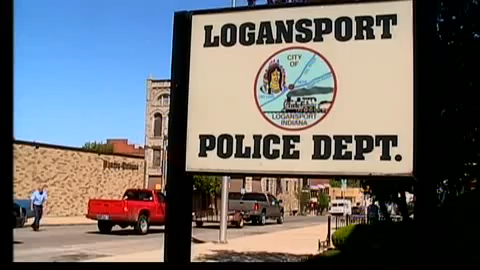 LOGANSPORT
CITY
OF
LOGANSPORT
INDIANA
POLICE DEPT.